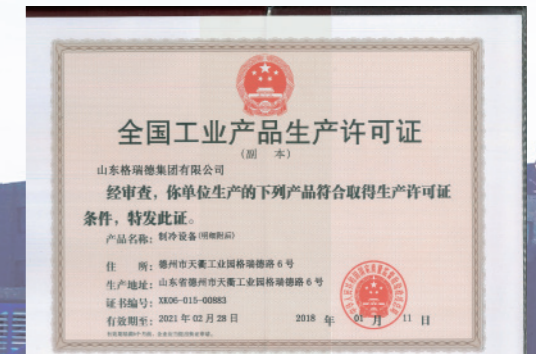 全国工业产品生产许可证
(副 本)
山东格瑞德集团有限公司
经审查，你单位生产的下列产品符合取得生产许可证
条件，特发此证。
产品名称：制冷设备(明细附后)
住 所：德州市天衢工业园格瑞德路6号
生产地址：山东省德州市天衢工业园格瑞德路6号
证书编号：XK06-015-00883
有效期至：2021年02月28日
2018 年 01 月 11 日